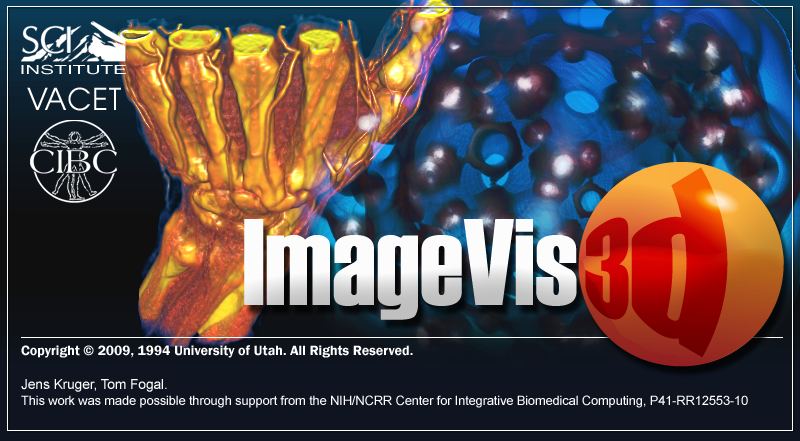 SCI
INSTITUTE
VACET
CIBC
ImageVis3d
Copyright © 2009, 1994 University of Utah. All Rights Reserved.
Jens Kruger, Tom Fogal.
This work was made possible through support from the NIH/NCRR Center for Integrative Biomedical Computing, P41-RR12553-10